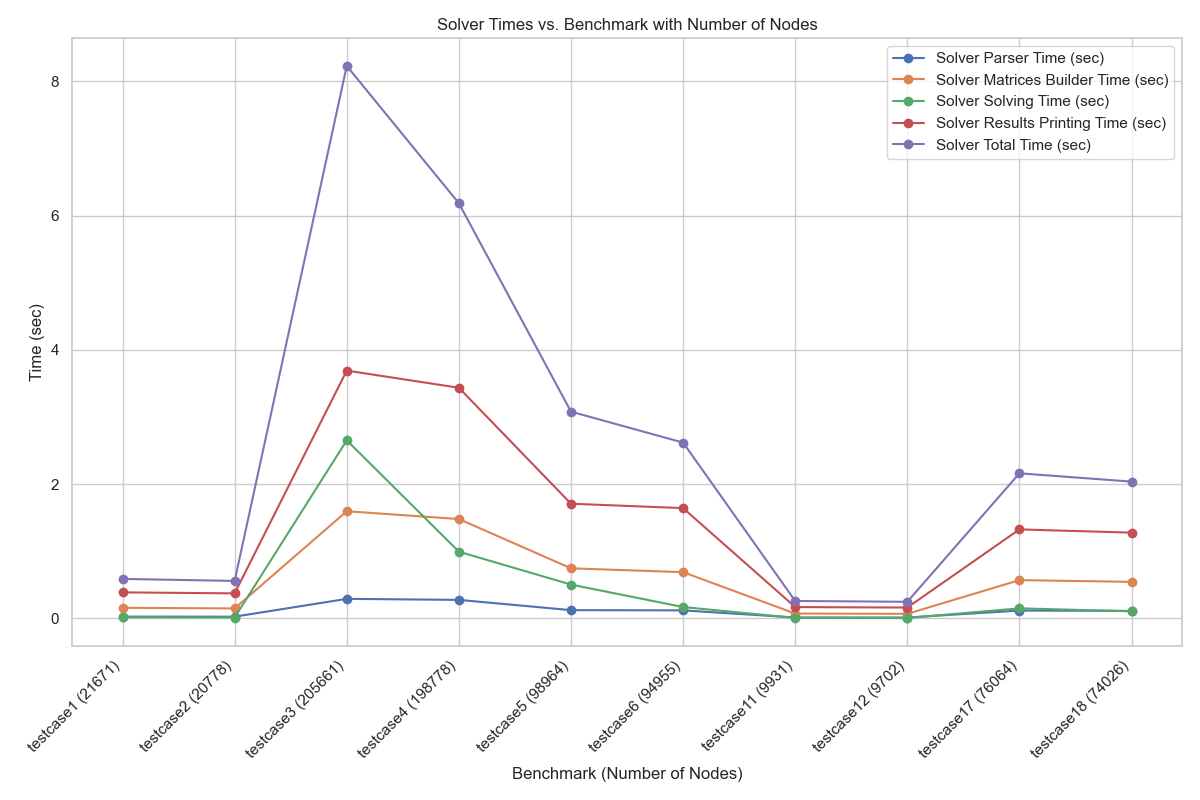 Solver Times vs. Benchmark with Number of Nodes
Solver Parser Time (sec)
Solver Matrices Builder Time (sec)
Solver Solving Time (sec)
Solver Results Printing Time (sec)
Solver Total Time (sec)
Time (sec)
8
6
4
2
0
testcase1 (21671)
testcase2 (20778)
testcase3 (205661)
testcase4 (198778)
testcase5 (98964)
testcase6 (94955)
testcase11 (9931)
testcase12 (9702)
testcase17 (76064)
testcase18 (74026)
Benchmark (Number of Nodes)